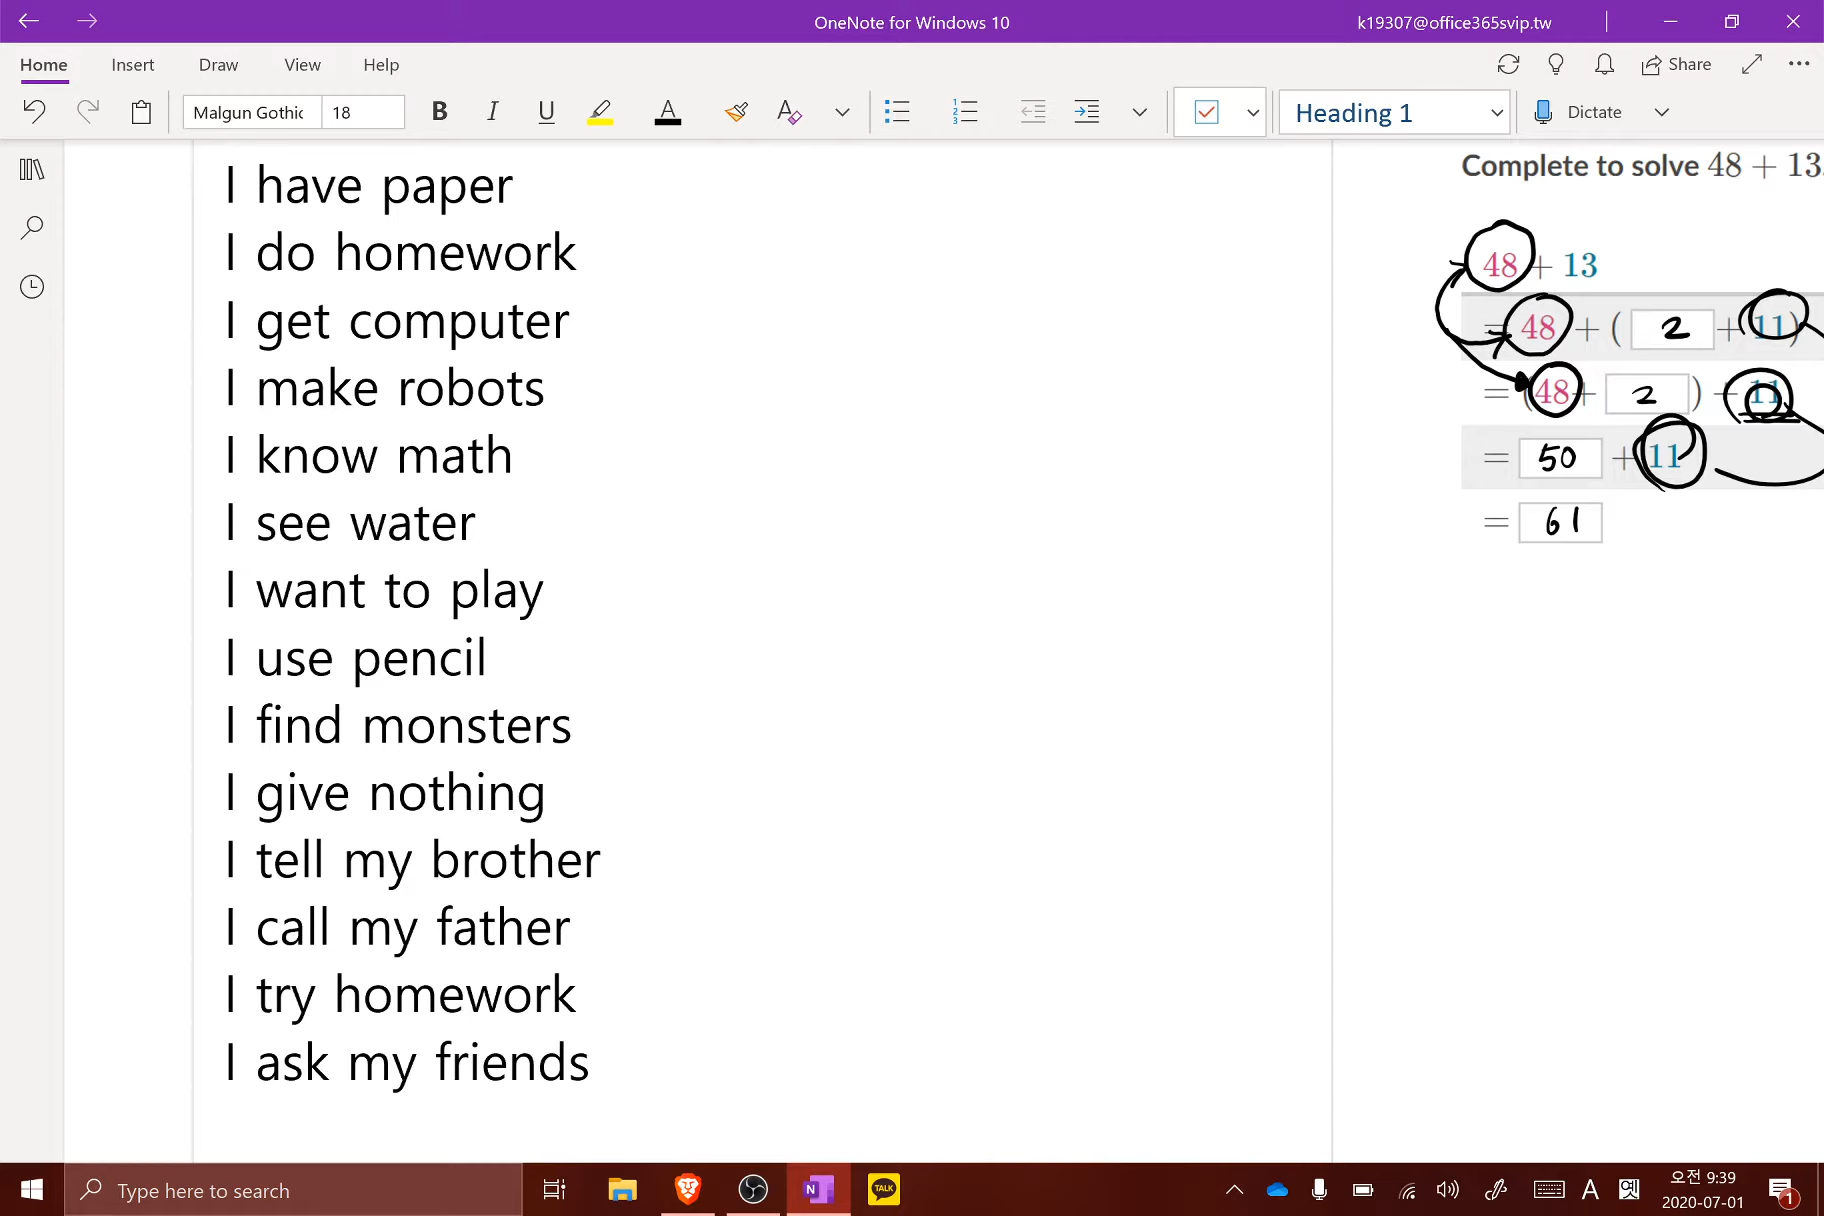 OneNote for Windows 10
k19307@office365svip.tw
Home Insert Draw View Help
Share
Malgun Gothic 18
B I U A A
Heading 1
Dictate
I have paper
I do homework
I get computer
I make robots
I know math
I see water
I want to play
I use pencil
I find monsters
I give nothing
I tell my brother
I call my father
I try homework
I ask my friends
Complete to solve 48 + 13.
48 + 13
= 48 + ( 2 + 11)
= (48 + 2 ) + 11
= 50 + 11
= 61
Type here to search
N
TALK
A
오전 9:39
2020-07-01
1